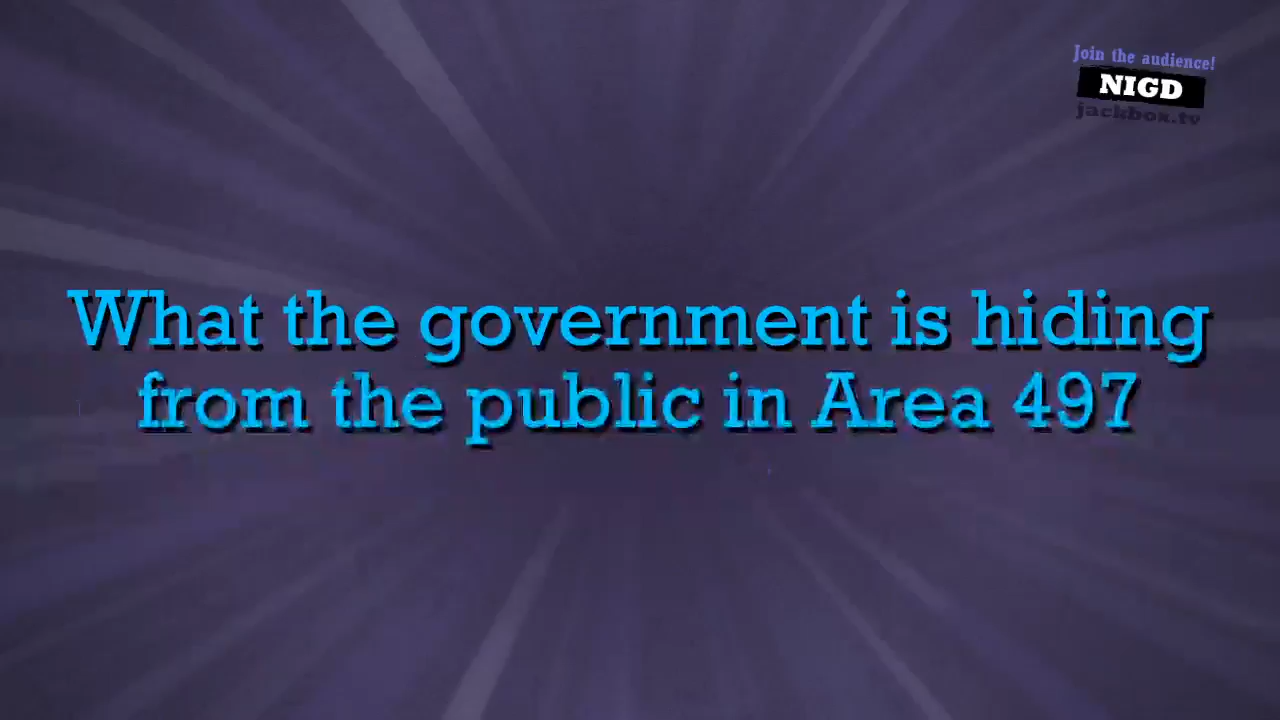 Join the audience!
NIGD
jackbox.tv
What the government is hiding
from the public in Area 497